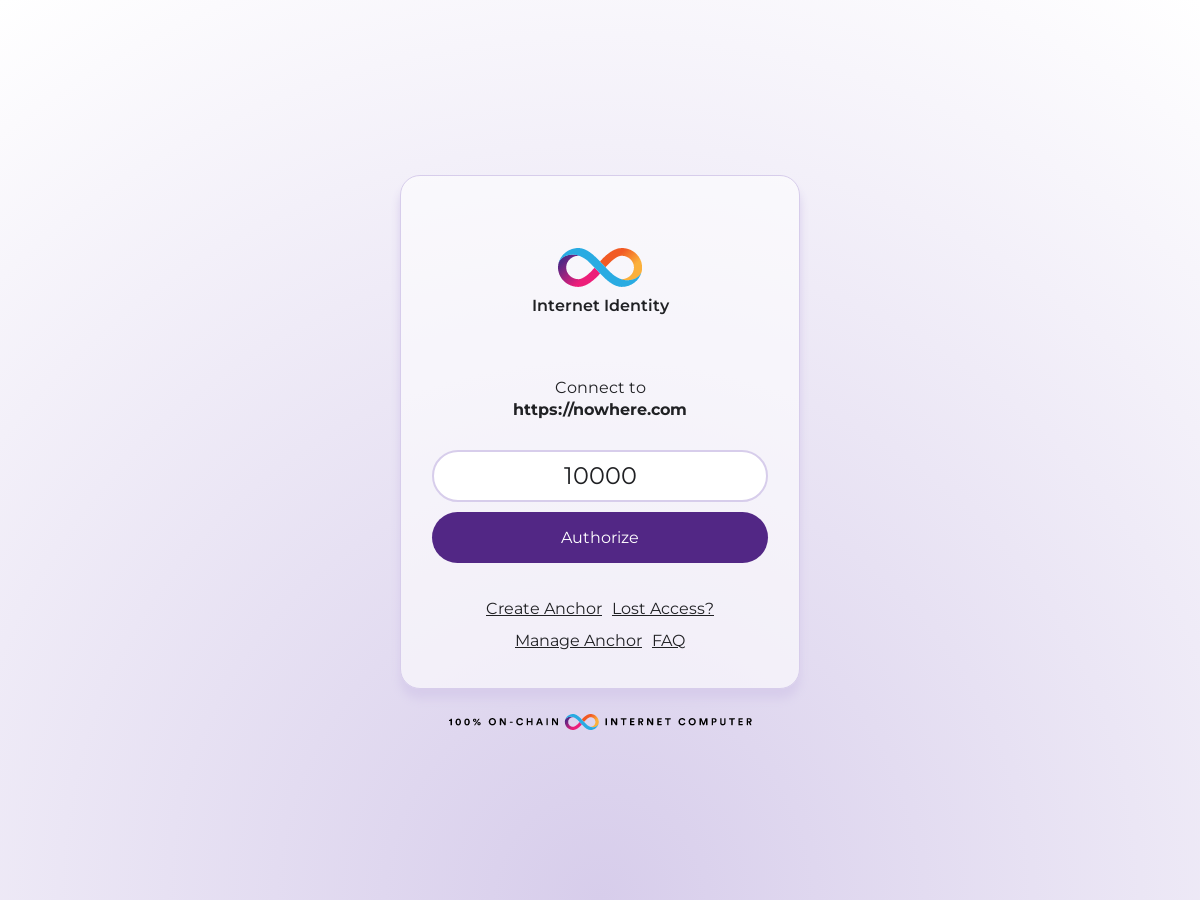 Internet Identity
Connect to
https://nowhere.com
10000
Authorize
Create Anchor Lost Access?
Manage Anchor FAQ
100% ON-CHAIN INTERNET COMPUTER